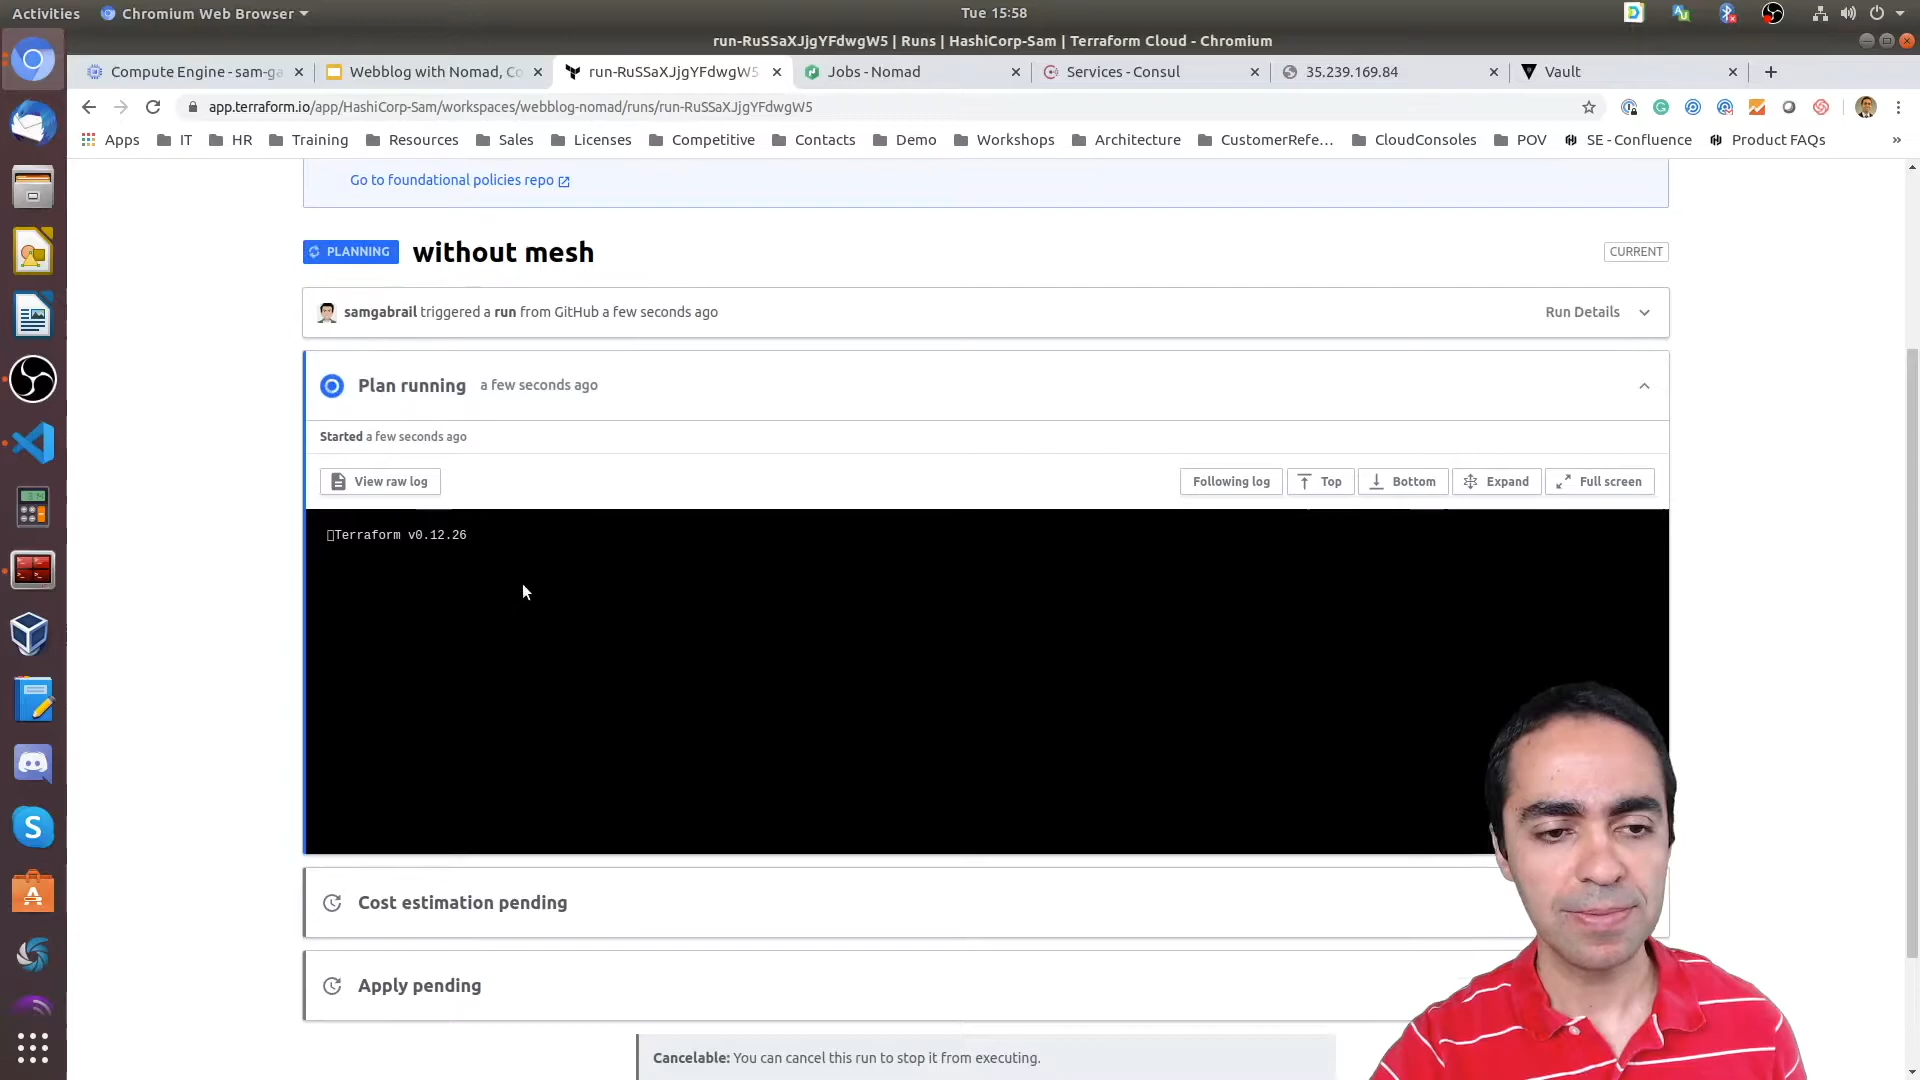 Activities
Chromium Web Browser
Tue 15:58
run-RuSSaXJjgYFdwgW5 | Runs | HashiCorp-Sam | Terraform Cloud - Chromium
Compute Engine - sam-ga
Webblog with Nomad, Co
run-RuSSaXJjgYFdwgW5
Jobs - Nomad
Services - Consul
35.239.169.84
Vault
app.terraform.io/app/HashiCorp-Sam/workspaces/webblog-nomad/runs/run-RuSSaXJjgYFdwgW5
Apps
IT
HR
Training
Resources
Sales
Licenses
Competitive
Contacts
Demo
Workshops
Architecture
CustomerRefe...
CloudConsoles
POV
SE - Confluence
Product FAQs
»
Go to foundational policies repo
PLANNING
without mesh
CURRENT
samgabrail triggered a run from GitHub a few seconds ago
Run Details
Plan running
a few seconds ago
Started a few seconds ago
View raw log
Following log
Top
Bottom
Expand
Full screen
Terraform v0.12.26
Cost estimation pending
Apply pending
Cancelable: You can cancel this run to stop it from executing.